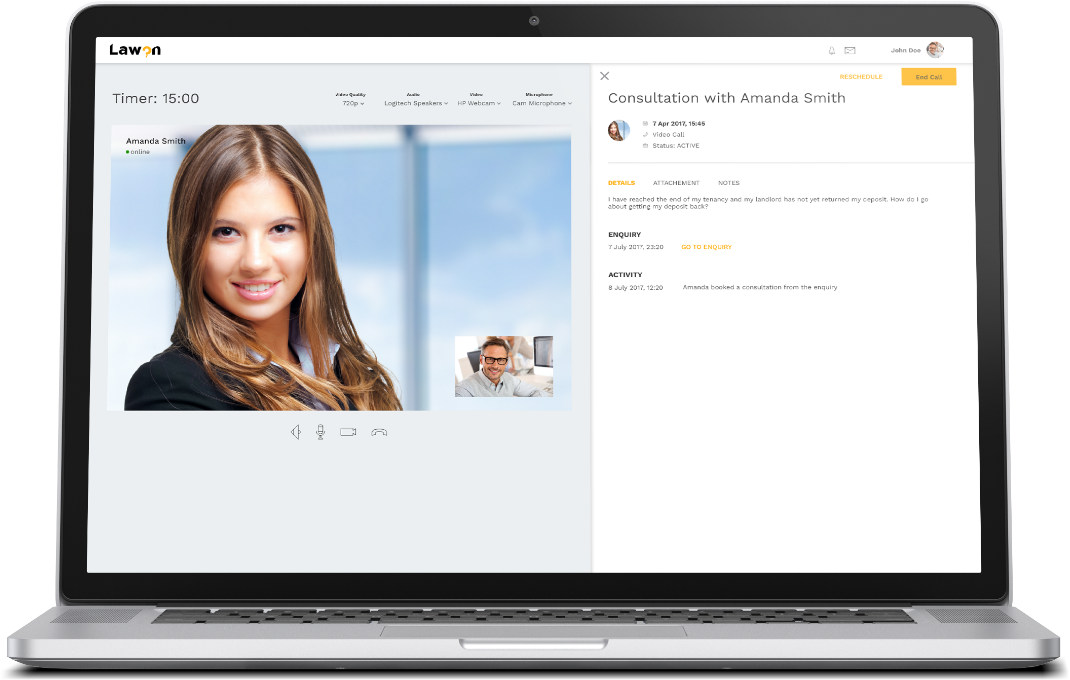 Lawon
John Doe
Timer: 15:00
Video Quality
720p
Audio
Logitech Speakers
Video
HP Webcam
Microphone
Cam Microphone
Amanda Smith
online
RESCHEDULE
End Call
Consultation with Amanda Smith
7 Apr 2017, 15:45
Video Call
Status: ACTIVE
DETAILS ATTACHEMENT NOTES
I have reached the end of my tenancy and my landlord has not yet returned my deposit. How do I go
about getting my deposit back?
ENQUIRY
7 July 2017, 23:20 GO TO ENQUIRY
ACTIVITY
8 July 2017, 12:20 Amanda booked a consultation from the enquiry